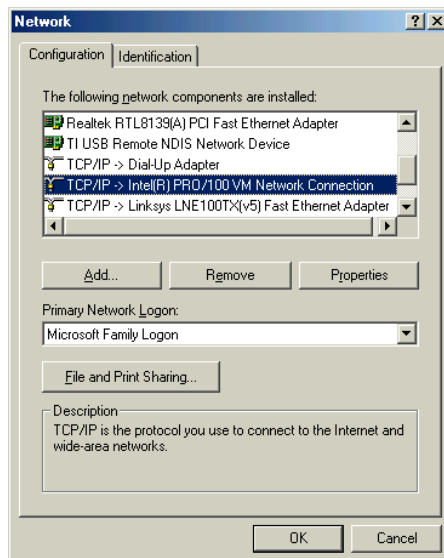 Network
Configuration Identification
The following network components are installed:
Realtek RTL8139(A) PCI Fast Ethernet Adapter
TI USB Remote NDIS Network Device
TCP/IP -> Dial-Up Adapter
TCP/IP -> Intel(R) PRO/100 VM Network Connection
TCP/IP -> Linksys LNE100TX(v5) Fast Ethernet Adapter
Add... Remove Properties
Primary Network Logon:
Microsoft Family Logon
File and Print Sharing...
Description
TCP/IP is the protocol you use to connect to the Internet and
wide-area networks.
OK Cancel